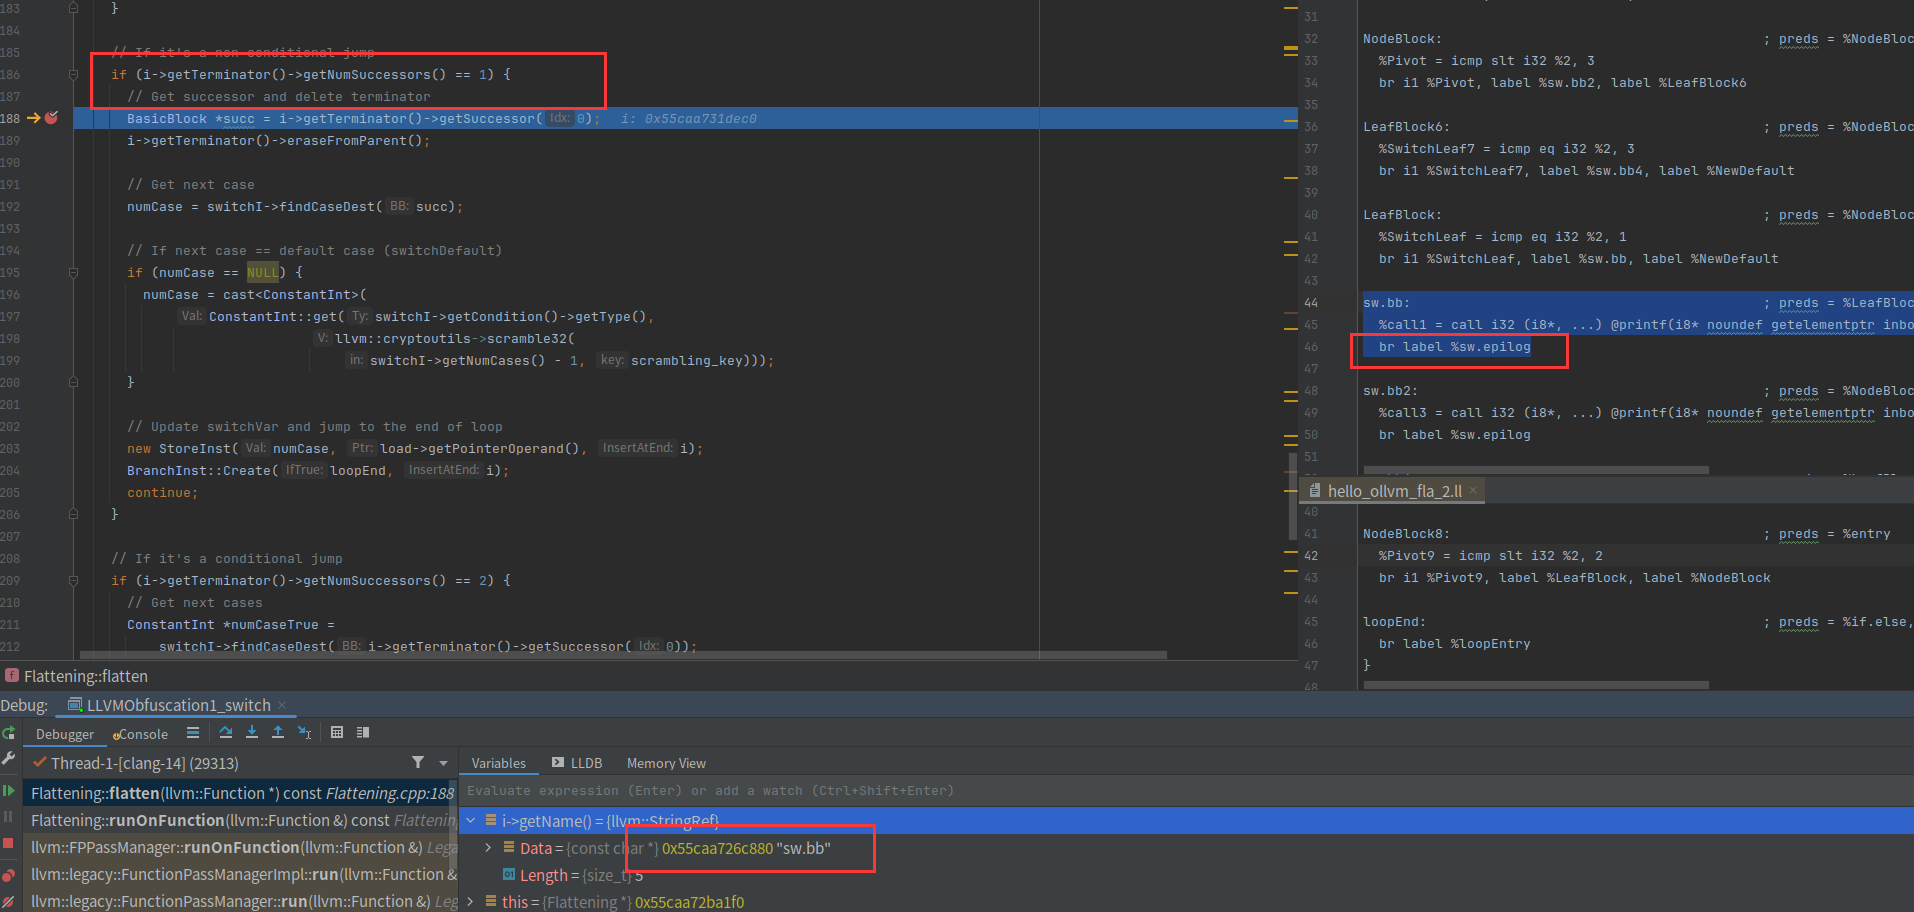 183 }
184
185 // If it's a non-conditional jump
186 if (i->getTerminator()->getNumSuccessors() == 1) {
187 // Get successor and delete terminator
188 BasicBlock *succ = i->getTerminator()->getSuccessor( Idx: 0); i: 0x55caa731dec0
189 i->getTerminator()->eraseFromParent();
190
191 // Get next case
192 numCase = switchI->findCaseDest( BB: succ);
193
194 // If next case == default case (switchDefault)
195 if (numCase == NULL) {
196 numCase = cast<ConstantInt>(
197 Val: ConstantInt::get( Ty: switchI->getCondition()->getType(),
198 V: llvm::cryptoutils->scramble32(
199 in: switchI->getNumCases() - 1, key: scrambling_key)));
200 }
201
202 // Update switchVar and jump to the end of loop
203 new StoreInst( Val: numCase, Ptr: load->getPointerOperand(), InsertAtEnd: i);
204 BranchInst::Create( IfTrue: loopEnd, InsertAtEnd: i);
205 continue;
206 }
207
208 // If it's a conditional jump
209 if (i->getTerminator()->getNumSuccessors() == 2) {
210 // Get next cases
211 ConstantInt *numCaseTrue =
212 switchI->findCaseDest( BB: i->getTerminator()->getSuccessor( Idx: 0));
31
32 NodeBlock: ; preds = %NodeBloc
33 %Pivot = icmp slt i32 %2, 3
34 br i1 %Pivot, label %sw.bb2, label %LeafBlock6
35
36 LeafBlock6: ; preds = %NodeBloc
37 %SwitchLeaf7 = icmp eq i32 %2, 3
38 br i1 %SwitchLeaf7, label %sw.bb4, label %NewDefault
39
40 LeafBlock: ; preds = %NodeBloc
41 %SwitchLeaf = icmp eq i32 %2, 1
42 br i1 %SwitchLeaf, label %sw.bb, label %NewDefault
43
44 sw.bb: ; preds = %LeafBloc
45 %call1 = call i32 (i8*, ...) @printf(i8* noundef getelementptr inbo
46 br label %sw.epilog
47
48 sw.bb2: ; preds = %NodeBloc
49 %call3 = call i32 (i8*, ...) @printf(i8* noundef getelementptr inbo
50 br label %sw.epilog
51
hello_ollvm_fla_2.ll
40
41 NodeBlock8: ; preds = %entry
42 %Pivot9 = icmp slt i32 %2, 2
43 br i1 %Pivot9, label %LeafBlock, label %NodeBlock
44
45 loopEnd: ; preds = %if.else,
46 br label %loopEntry
47 }
48
f Flattening::flatten
Debug: LLVMObfuscation1_switch
Debugger Console
Thread-1-[clang-14] (29313)
Flattening::flatten(llvm::Function *) const Flattening.cpp:188
Flattening::runOnFunction(llvm::Function &) const Flattening
llvm::FPPassManager::runOnFunction(llvm::Function &) Lega
llvm::legacy::FunctionPassManagerImpl::run(llvm::Function &
llvm::legacy::FunctionPassManager::run(llvm::Function &) Leg
Variables LLDB Memory View
Evaluate expression (Enter) or add a watch (Ctrl+Shift+Enter)
i->getName() = {llvm::StringRef}
Data = {const char *} 0x55caa726c880 "sw.bb"
01 Length = {size_t} 5
this = {Flattening *} 0x55caa72ba1f0